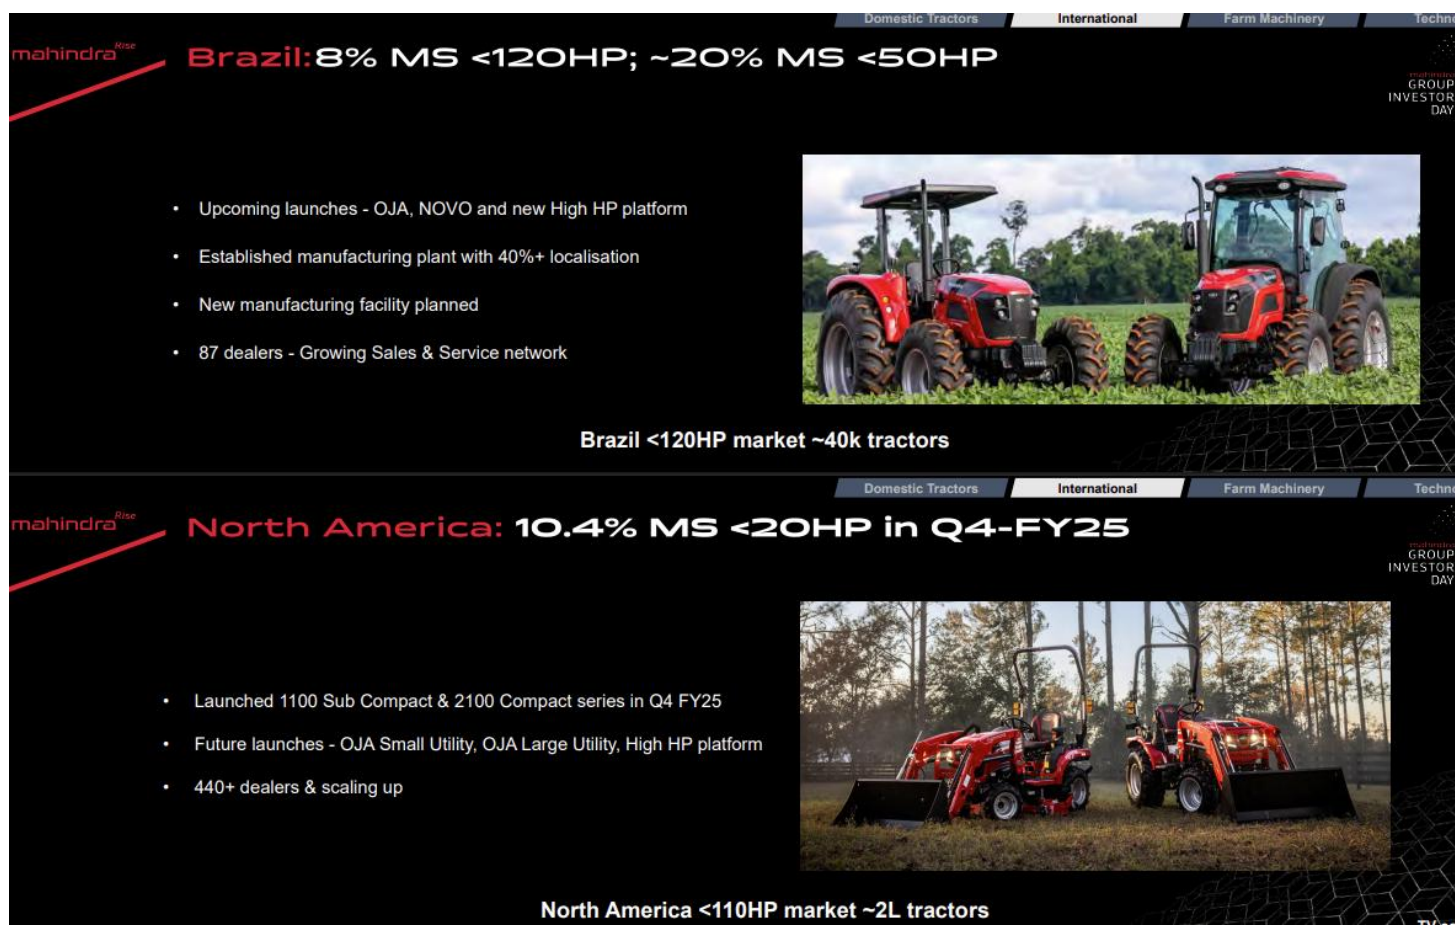 Domestic Tractors International Farm Machinery
mahindra Rise
Brazil: 8% MS <120HP; ~20% MS <50HP
mahindra
GROUP
INVESTOR
DAY
• Upcoming launches - OJA, NOVO and new High HP platform
• Established manufacturing plant with 40%+ localisation
• New manufacturing facility planned
• 87 dealers - Growing Sales & Service network
Brazil <120HP market ~40k tractors
Domestic Tractors International Farm Machinery
mahindra Rise
North America: 10.4% MS <20HP in Q4-FY25
mahindra
GROUP
INVESTOR
DAY
• Launched 1100 Sub Compact & 2100 Compact series in Q4 FY25
• Future launches - OJA Small Utility, OJA Large Utility, High HP platform
• 440+ dealers & scaling up
North America <110HP market ~2L tractors